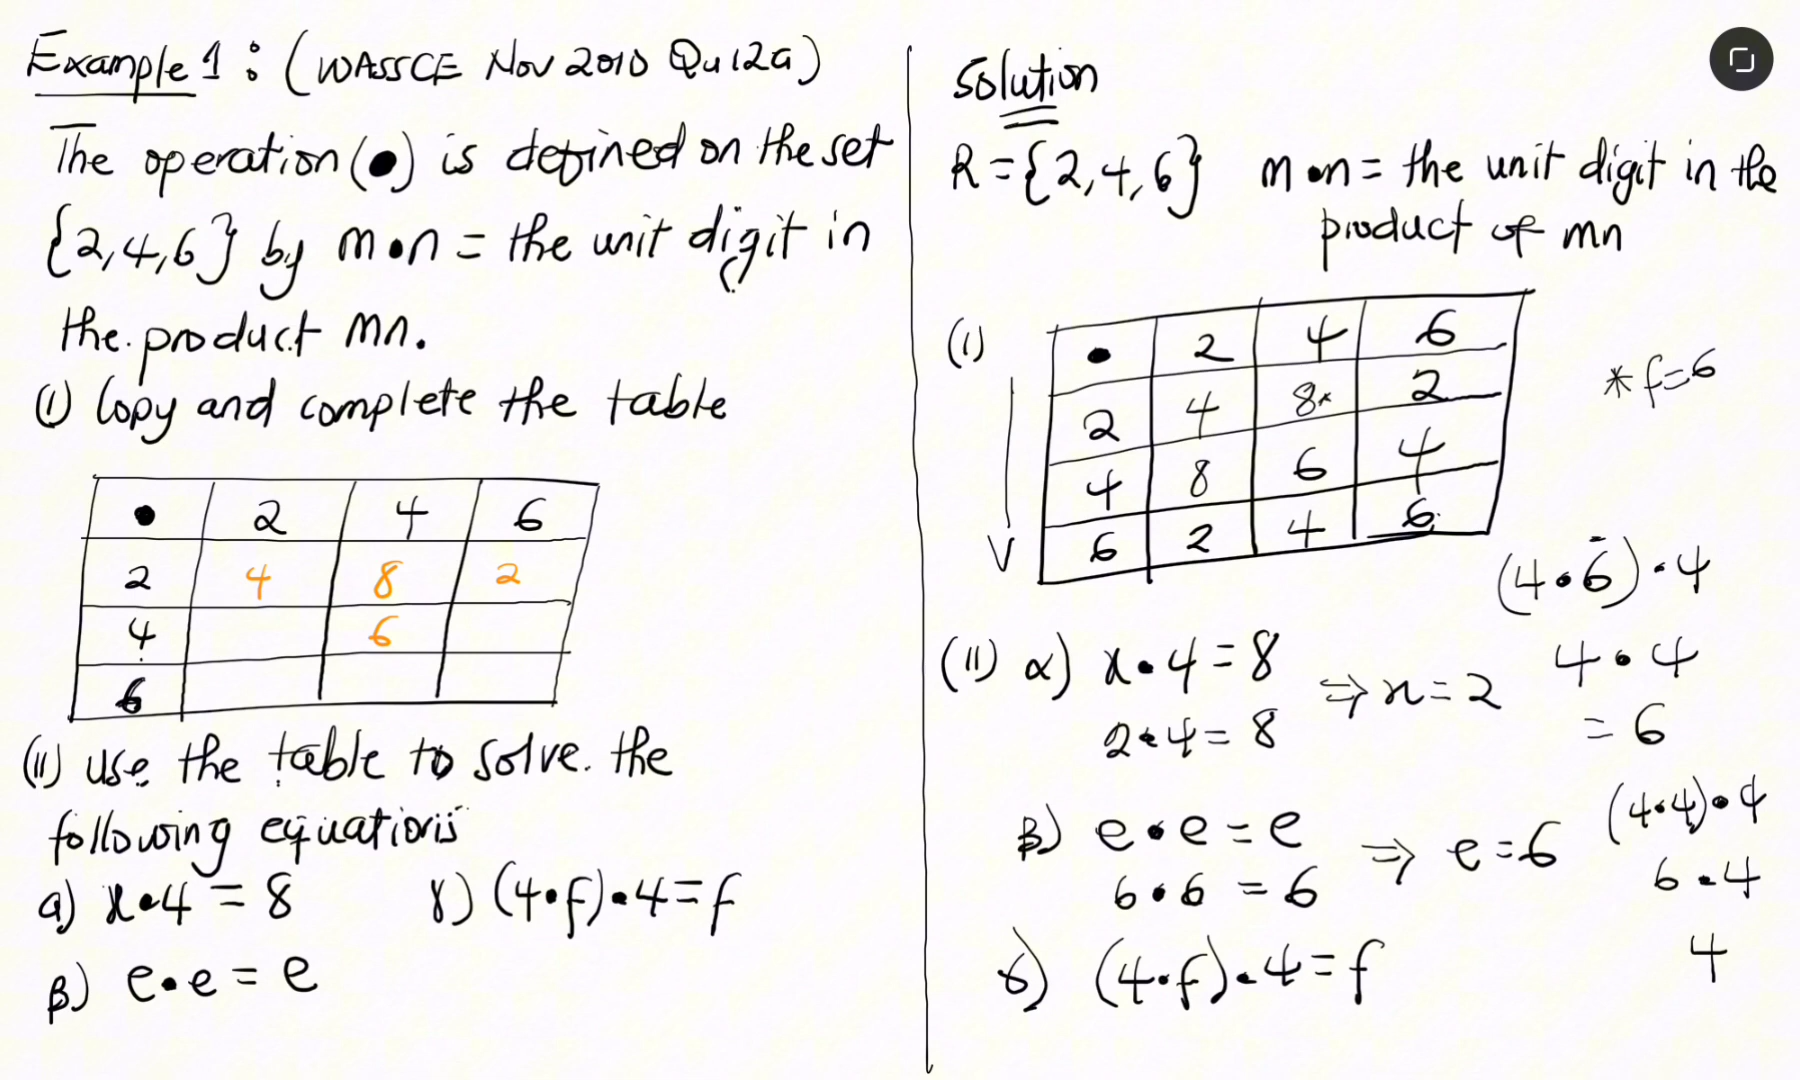 Example 1 : (WASSCE Nov 2010 Qu 12a)
The operation (●) is defined on the set
{2,4,6} by m●n = the unit digit in
the product mn.
(i) Copy and complete the table
● 2 4 6
2 4 8 2
4 6
6
(ii) use the table to solve the
following equations
α) x●4 = 8 γ) (4●f)●4 = f
β) e●e = e
Solution
R = {2,4,6} m●n = the unit digit in the
product of mn
(i)
● 2 4 6
2 4 8* 2
4 8 6 4
6 2 4 6
* f=6
(4●6)●4
4●4
= 6
(ii) α) x●4 = 8 ⇒ x = 2
2●4 = 8
β) e●e = e ⇒ e = 6
6●6 = 6
(4●4)●4
6●4
4
γ) (4●f)●4 = f